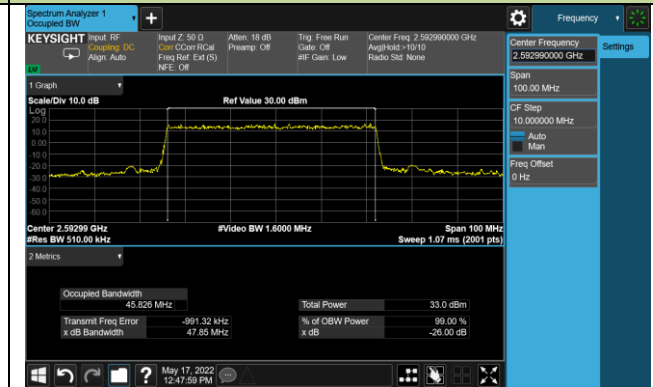 Spectrum Analyzer 1
Occupied BW
+
Frequency
KEYSIGHT
Input: RF
Coupling: DC
Align: Auto
Input Z: 50 Ω
Corr CCorr RCal
Freq Ref: Ext (S)
NFE: Off
Atten: 18 dB
Preamp: Off
Trig: Free Run
Gate: Off
#IF Gain: Low
Center Freq: 2.592990000 GHz
Avg|Hold:>10/10
Radio Std: None
LXI
Center Frequency
2.592990000 GHz
Settings
Span
100.00 MHz
CF Step
10.000000 MHz
Auto
Man
Freq Offset
0 Hz
1 Graph
Scale/Div 10.0 dB
Ref Value 30.00 dBm
Log
20.0
10.0
0.00
-10.0
-20.0
-30.0
-40.0
-50.0
-60.0
Center 2.59299 GHz
#Video BW 1.6000 MHz
Span 100 MHz
#Res BW 510.00 kHz
Sweep 1.07 ms (2001 pts)
2 Metrics
Occupied Bandwidth
45.826 MHz
Total Power
33.0 dBm
Transmit Freq Error
-991.32 kHz
% of OBW Power
99.00 %
x dB Bandwidth
47.85 MHz
x dB
-26.00 dB
?
May 17, 2022
12:47:59 PM